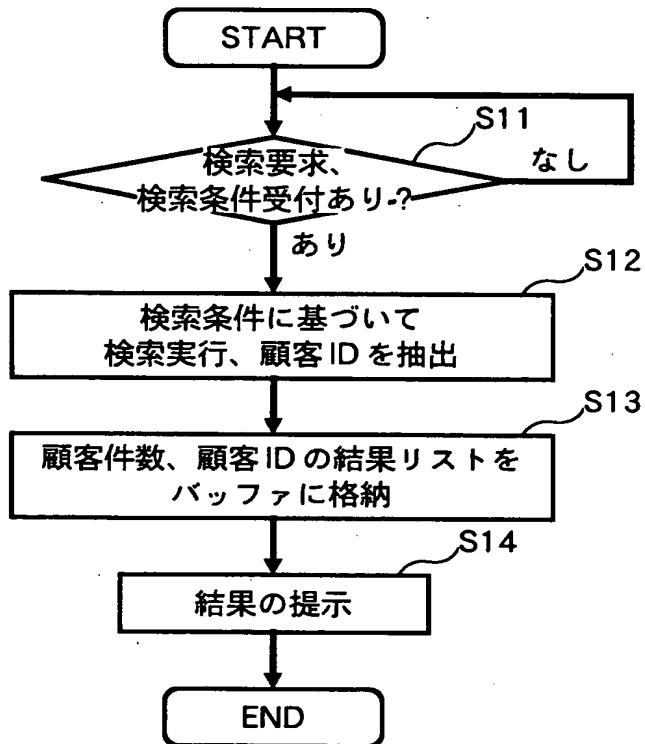 START
S11
検索要求、
検索条件受付あり?
なし
あり
S12
検索条件に基づいて
検索実行、顧客IDを抽出
S13
顧客件数、顧客IDの結果リストを
バッファに格納
S14
結果の提示
END